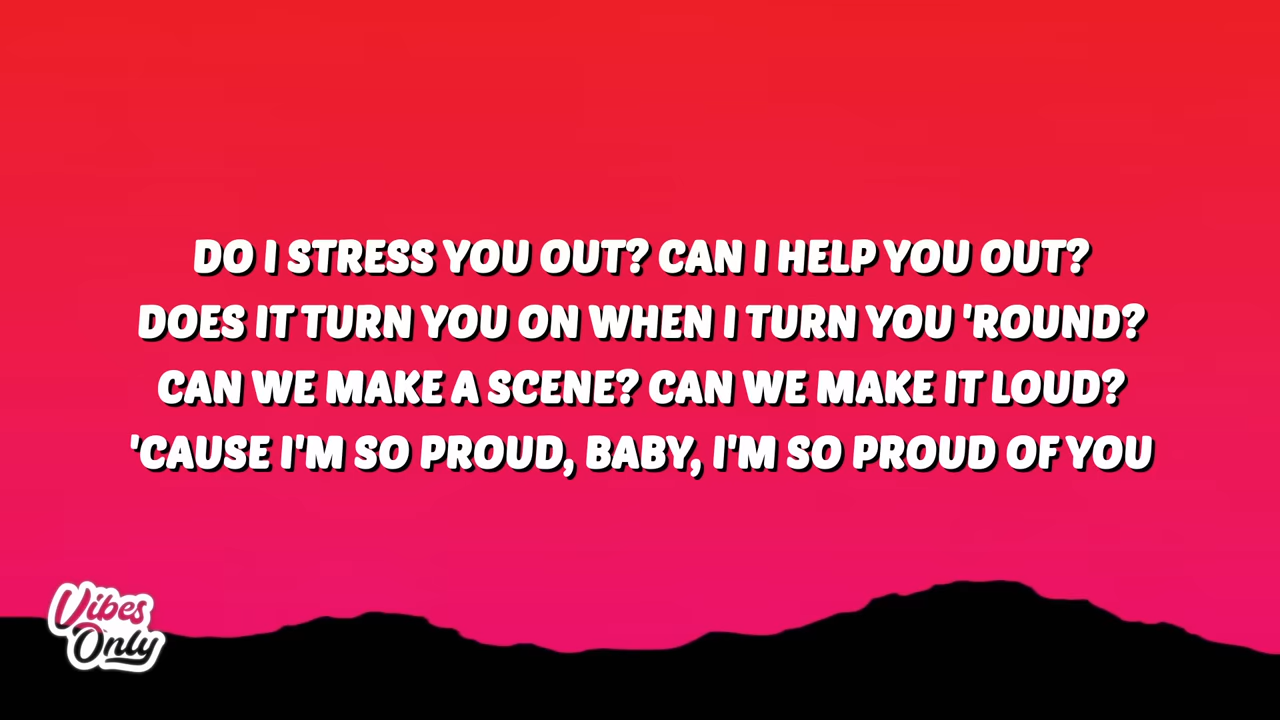 DO I STRESS YOU OUT? CAN I HELP YOU OUT?
DOES IT TURN YOU ON WHEN I TURN YOU 'ROUND?
CAN WE MAKE A SCENE? CAN WE MAKE IT LOUD?
'CAUSE I'M SO PROUD, BABY, I'M SO PROUD OF YOU
Vibes
Only